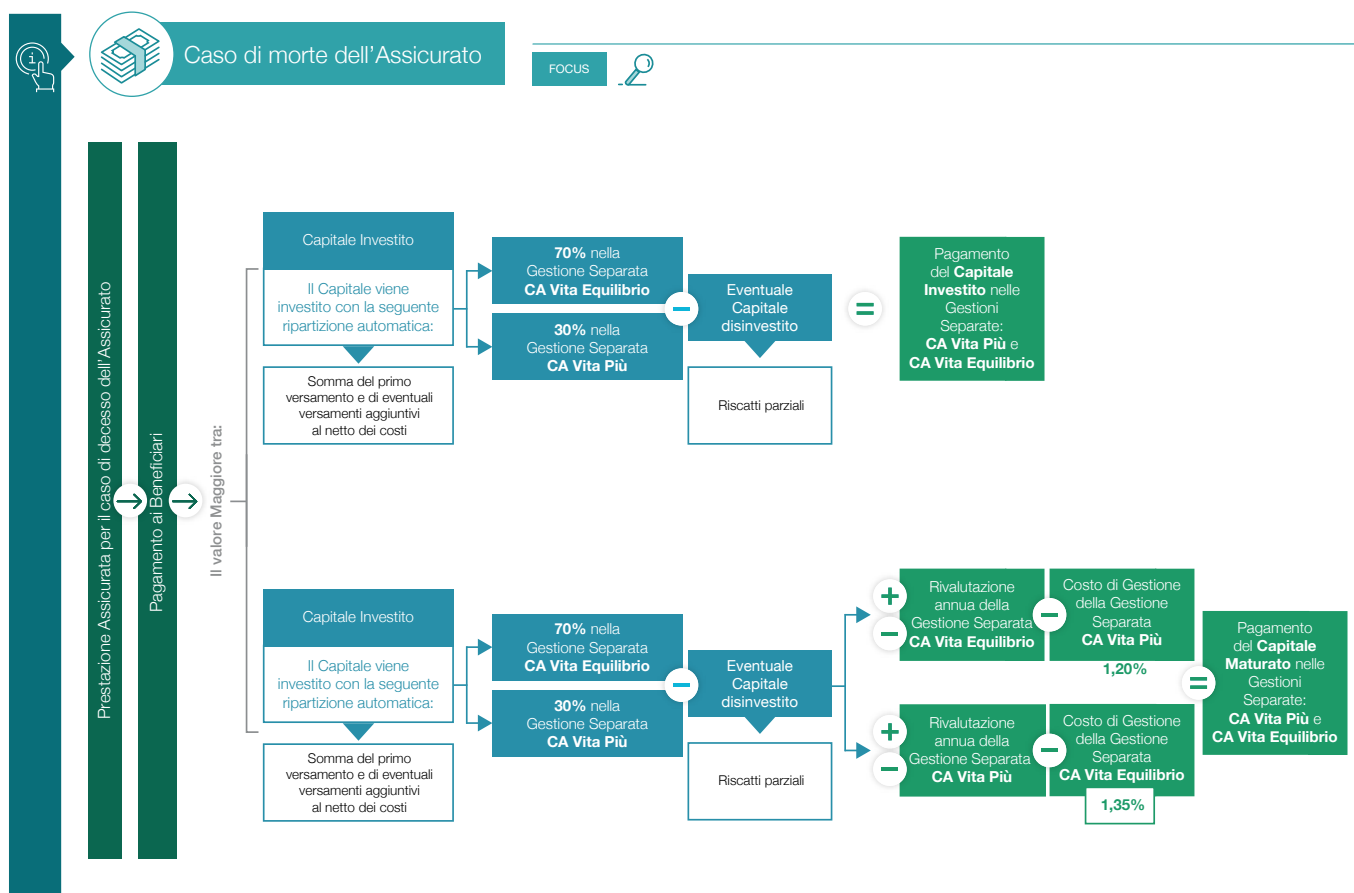 Caso di morte dell’Assicurato
FOCUS
Prestazione Assicurata per il caso di decesso dell’Assicurato
Pagamento ai Beneficiari
Il valore Maggiore tra:
Capitale Investito
Il Capitale viene
investito con la seguente
ripartizione automatica:
Somma del primo
versamento e di eventuali
versamenti aggiuntivi
al netto dei costi
70% nella
Gestione Separata
CA Vita Equilibrio
30% nella
Gestione Separata
CA Vita Più
−
Eventuale
Capitale
disinvestito
Riscatti parziali
=
Pagamento
del Capitale
Investito nelle
Gestioni
Separate:
CA Vita Più e
CA Vita Equilibrio
Capitale Investito
Il Capitale viene
investito con la seguente
ripartizione automatica:
Somma del primo
versamento e di eventuali
versamenti aggiuntivi
al netto dei costi
70% nella
Gestione Separata
CA Vita Equilibrio
30% nella
Gestione Separata
CA Vita Più
−
Eventuale
Capitale
disinvestito
Riscatti parziali
+
−
Rivalutazione
annua della
Gestione Separata
CA Vita Equilibrio
−
Costo di Gestione
della Gestione
Separata
CA Vita Più
1,20%
+
−
Rivalutazione
annua della
Gestione Separata
CA Vita Più
−
Costo di Gestione
della Gestione
Separata
CA Vita Equilibrio
1,35%
=
Pagamento
del Capitale
Maturato nelle
Gestioni
Separate:
CA Vita Più e
CA Vita Equilibrio